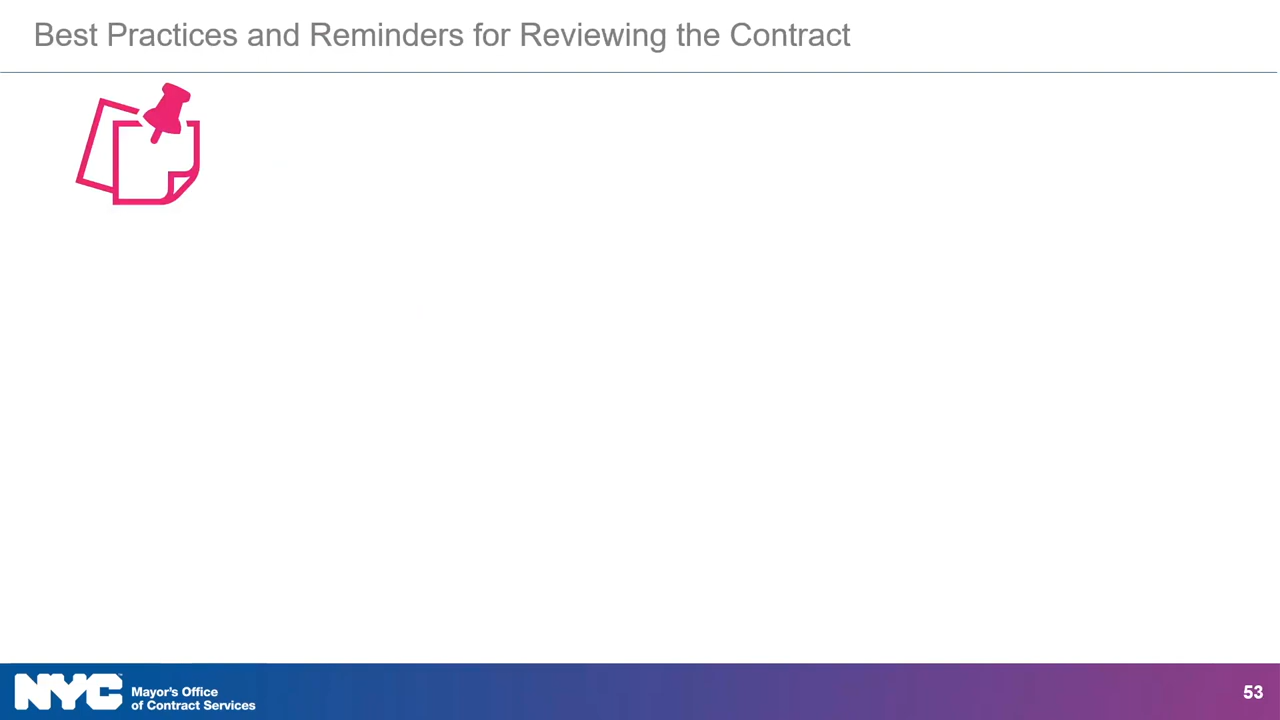 Best Practices and Reminders for Reviewing the Contract
NYC
Mayor's Office
of Contract Services
53